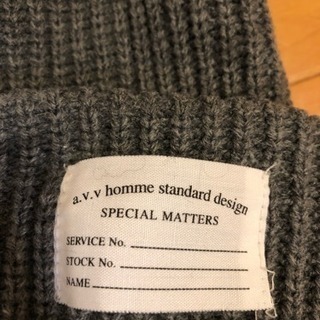 a.v.v homme standard design
SPECIAL MATTERS
SERVICE No.
STOCK No.
NAME